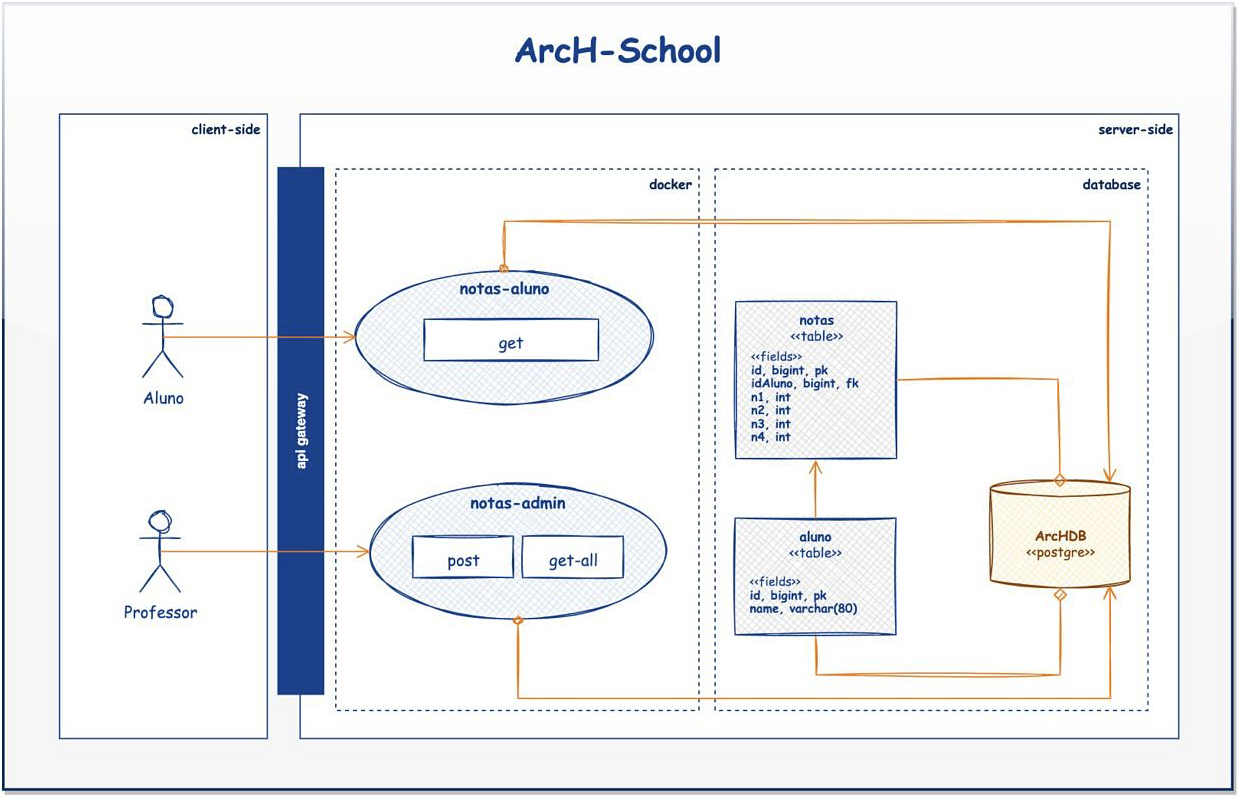 ArcH-School
client-side
server-side
docker
database
api gateway
Aluno
Professor
notas-aluno
get
notas-admin
post
get-all
notas
<<table>>
<<fields>>
id, bigint, pk
idAluno, bigint, fk
n1, int
n2, int
n3, int
n4, int
aluno
<<table>>
<<fields>>
id, bigint, pk
name, varchar(80)
ArcHDB
<<postgre>>